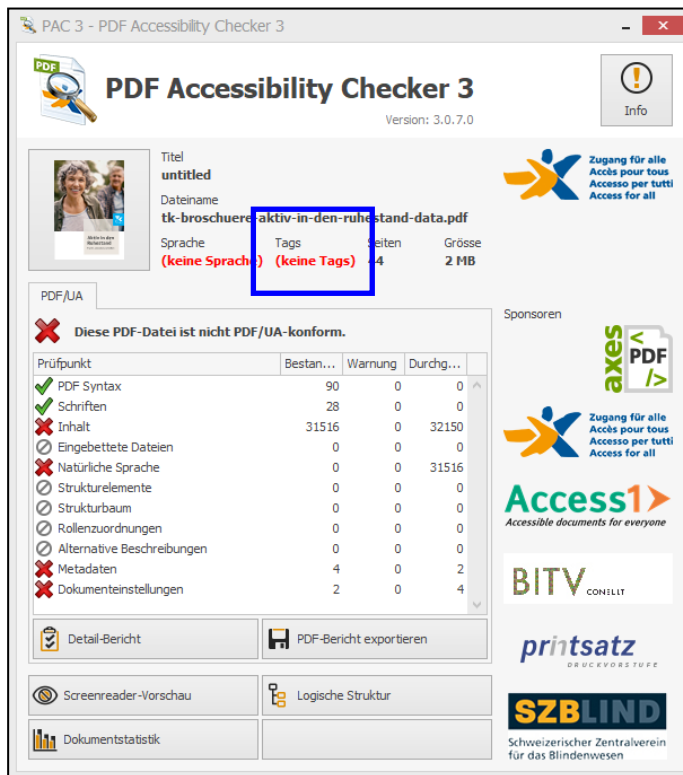 PAC 3 - PDF Accessibility Checker 3
PDF
PDF Accessibility Checker 3
Version: 3.0.7.0
Info
Titel
untitled
Dateiname
tk-broschuere-aktiv-in-den-ruhestand-data.pdf
Sprache Tags Seiten Grösse
(keine Sprache) (keine Tags) 44 2 MB
Aktiv in den
Ruhestand
Zugang für alle
Accès pour tous
Accesso per tutti
Access for all
PDF/UA
Diese PDF-Datei ist nicht PDF/UA-konform.
Prüfpunkt Bestan... Warnung Durchg...
PDF Syntax 90 0 0
Schriften 28 0 0
Inhalt 31516 0 32150
Eingebettete Dateien 0 0 0
Natürliche Sprache 0 0 31516
Strukturelemente 0 0 0
Strukturbaum 0 0 0
Rollenzuordnungen 0 0 0
Alternative Beschreibungen 0 0 0
Metadaten 4 0 2
Dokumenteinstellungen 2 0 4
Detail-Bericht
PDF-Bericht exportieren
Screenreader-Vorschau
Logische Struktur
Dokumentstatistik
Sponsoren
axes
PDF
Zugang für alle
Accès pour tous
Accesso per tutti
Access for all
Access1
Accessible documents for everyone
BITV CONSULT
printsatz
DRUCKVORSTUFE
SZBLIND
Schweizerischer Zentralverein
für das Blindenwesen